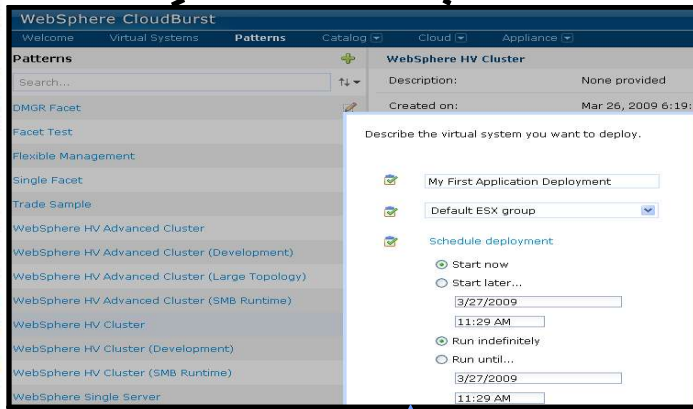 WebSphere CloudBurst
Welcome Virtual Systems Patterns Catalog Cloud Appliance
Patterns
Search...
DMGR Facet
Facet Test
Flexible Management
Single Facet
Trade Sample
WebSphere HV Advanced Cluster
WebSphere HV Advanced Cluster (Development)
WebSphere HV Advanced Cluster (Large Topology)
WebSphere HV Advanced Cluster (SMB Runtime)
WebSphere HV Cluster
WebSphere HV Cluster (Development)
WebSphere HV Cluster (SMB Runtime)
WebSphere Single Server
WebSphere HV Cluster
Description: None provided
Created on: Mar 26, 2009 6:19:
Describe the virtual system you want to deploy.
My First Application Deployment
Default ESX group
Schedule deployment
Start now
Start later...
3/27/2009
11:29 AM
Run indefinitely
Run until...
3/27/2009
11:29 AM